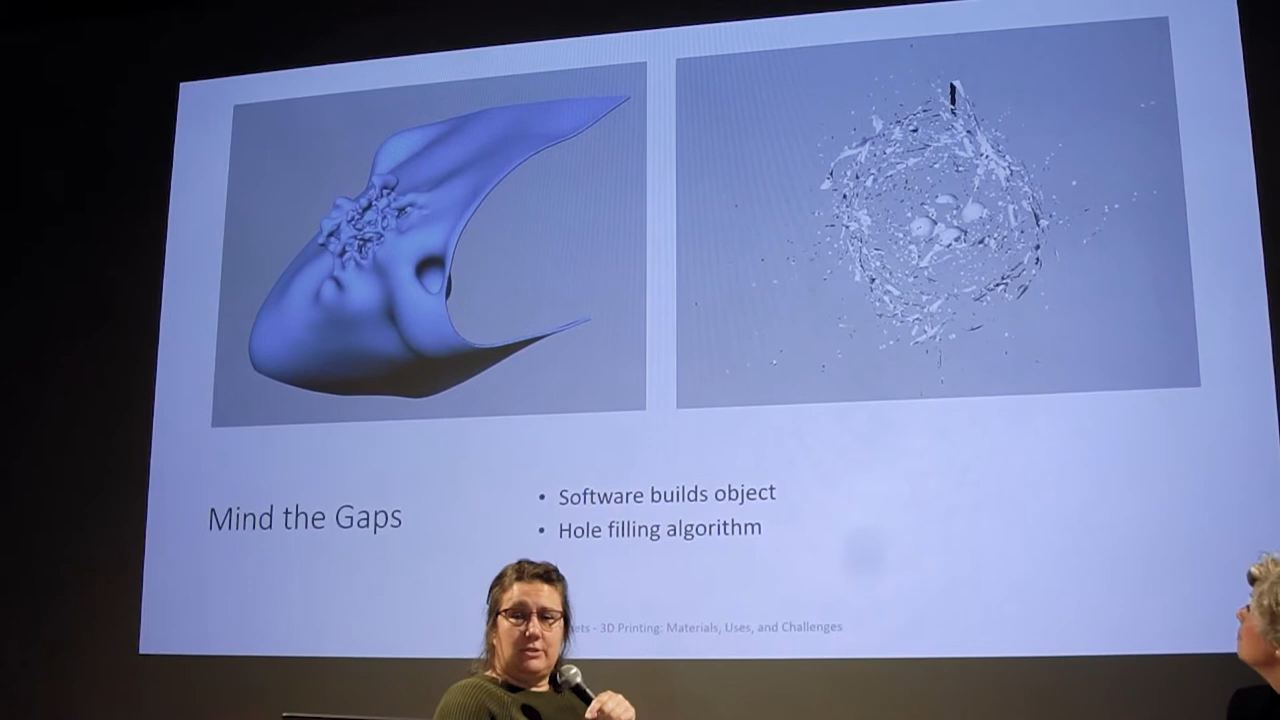 Mind the Gaps
• Software builds object
• Hole filling algorithm
- 3D Printing: Materials, Uses, and Challenges